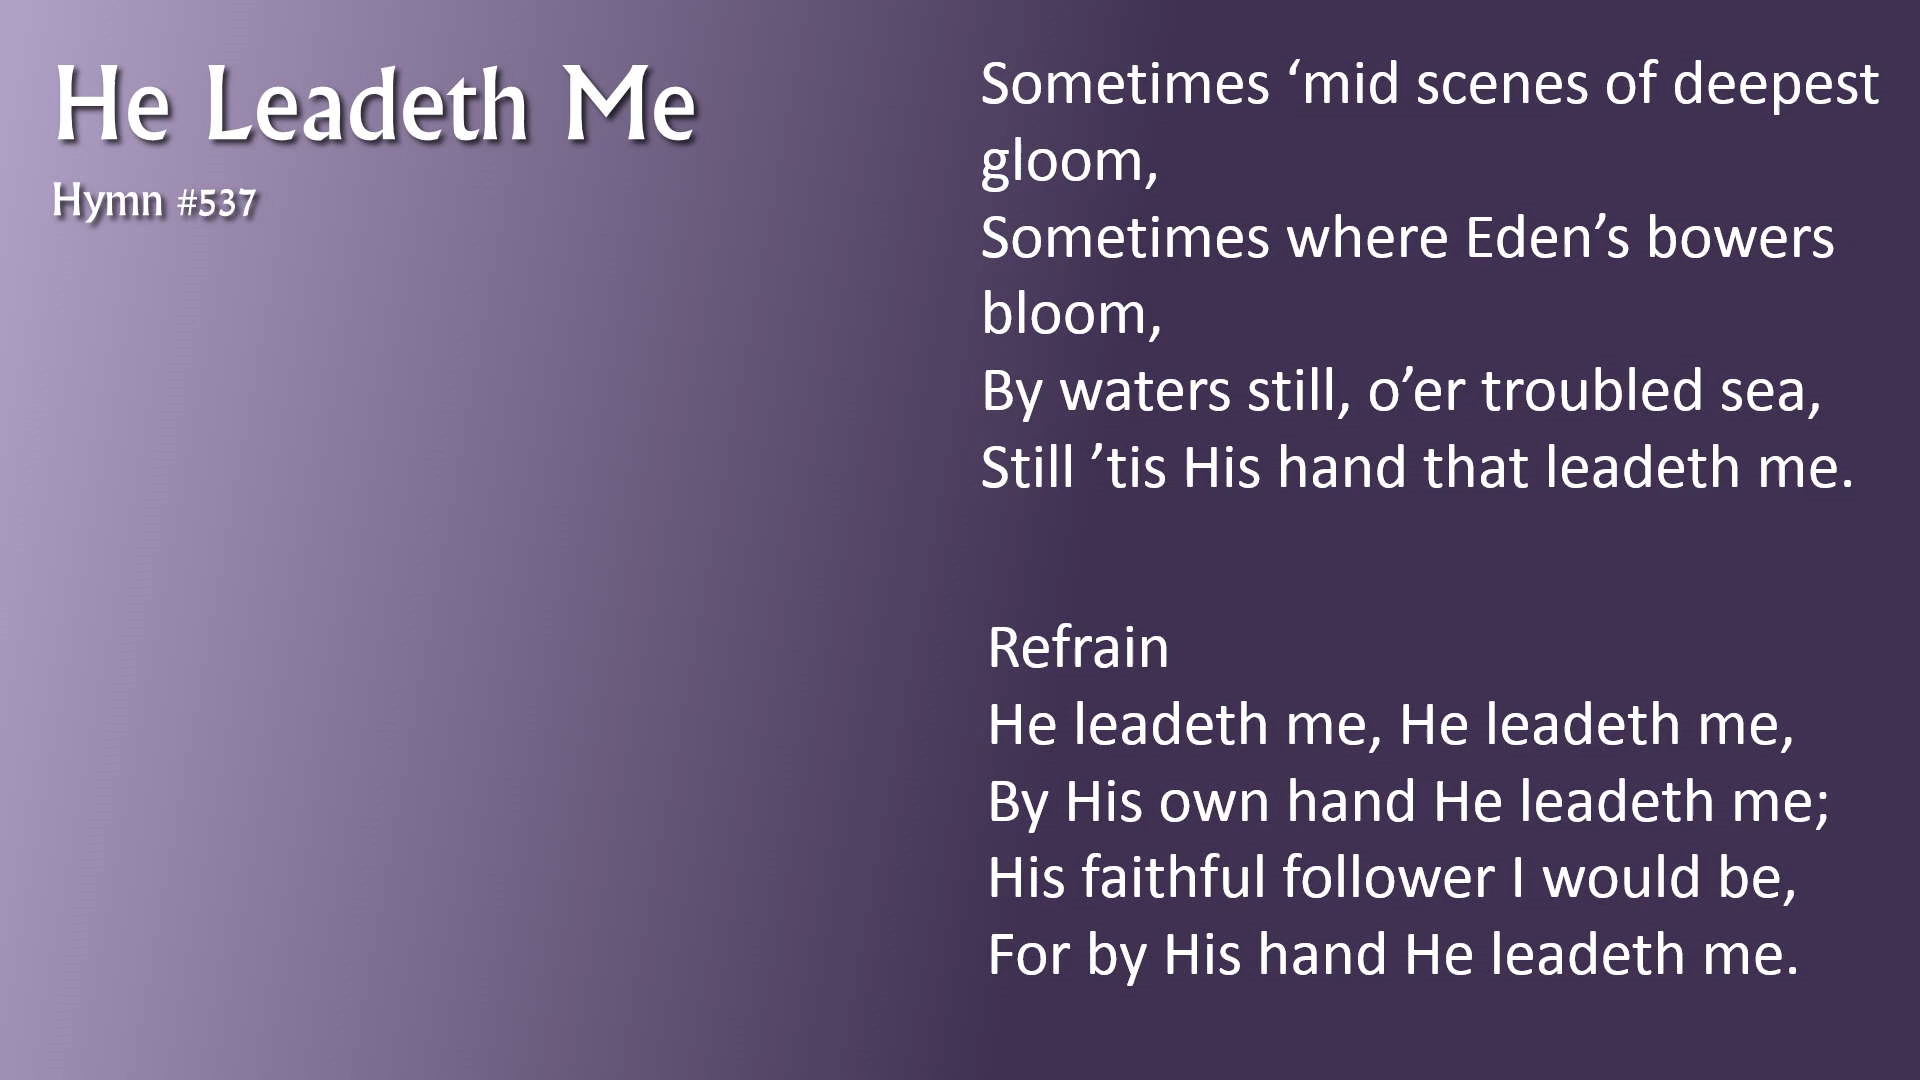 He Leadeth Me
Hymn #537
Sometimes ‘mid scenes of deepest
gloom,
Sometimes where Eden’s bowers
bloom,
By waters still, o’er troubled sea,
Still ’tis His hand that leadeth me.
Refrain
He leadeth me, He leadeth me,
By His own hand He leadeth me;
His faithful follower I would be,
For by His hand He leadeth me.